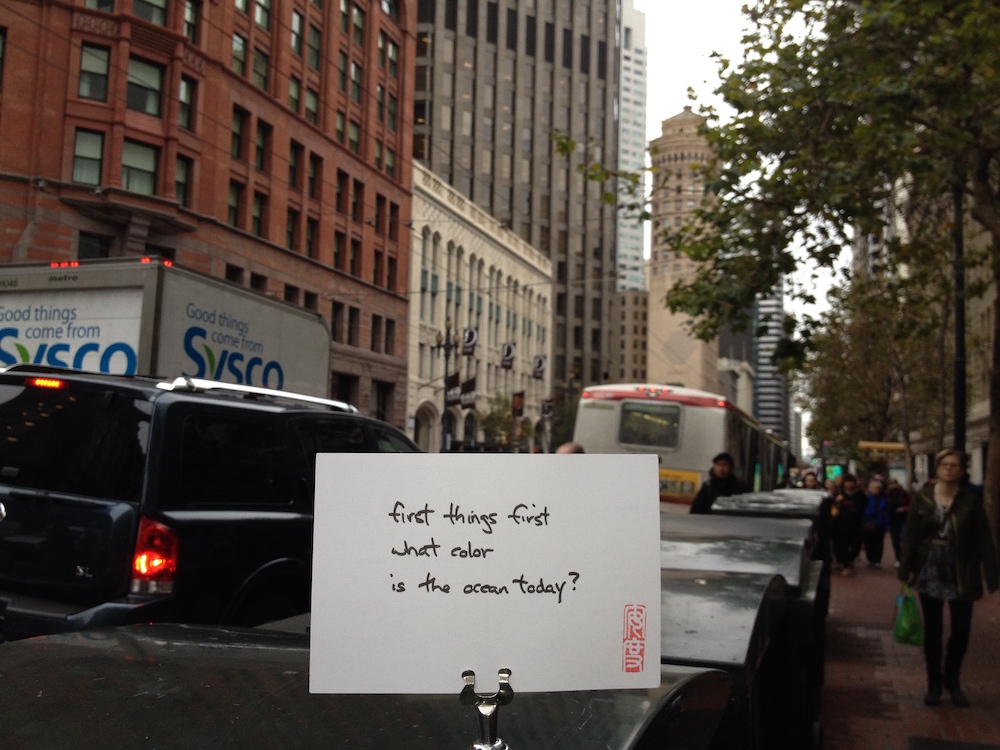 metro
Good things
come from
Sysco
Good things
come from
Sysco
first things first
what color
is the ocean today?